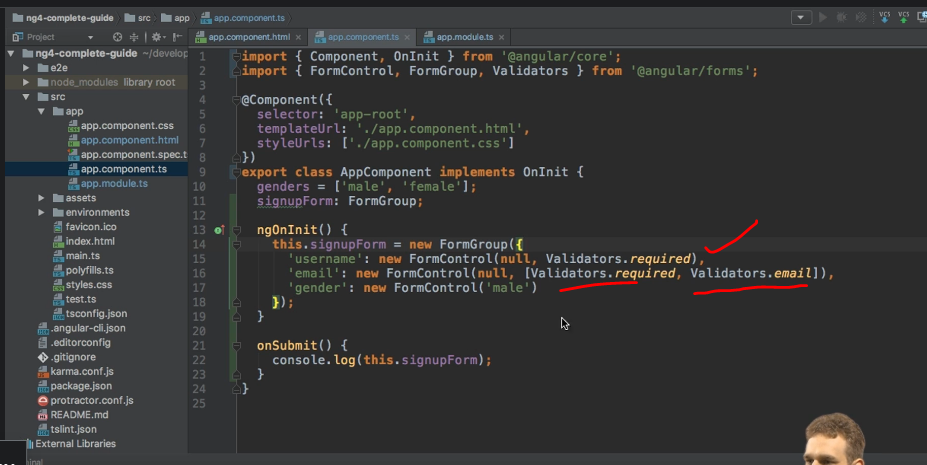 ng4-complete-guide src app app.component.ts
Project
app.component.html app.component.ts app.module.ts
ng4-complete-guide ~/develop
e2e
node_modules library root
src
app
app.component.css
app.component.html
app.component.spec.t
app.component.ts
app.module.ts
assets
environments
favicon.ico
index.html
main.ts
polyfills.ts
styles.css
test.ts
tsconfig.json
.angular-cli.json
.editorconfig
.gitignore
karma.conf.js
package.json
protractor.conf.js
README.md
tslint.json
External Libraries
VCS VCS
1 import { Component, OnInit } from '@angular/core';
2 import { FormControl, FormGroup, Validators } from '@angular/forms';
3
4 @Component({
5 selector: 'app-root',
6 templateUrl: './app.component.html',
7 styleUrls: ['./app.component.css']
8 })
9 export class AppComponent implements OnInit {
10 genders = ['male', 'female'];
11 signupForm: FormGroup;
12
13 ngOnInit() {
14 this.signupForm = new FormGroup({
15 'username': new FormControl(null, Validators.required),
16 'email': new FormControl(null, [Validators.required, Validators.email]),
17 'gender': new FormControl('male')
18 });
19 }
20
21 onSubmit() {
22 console.log(this.signupForm);
23 }
24 }
25